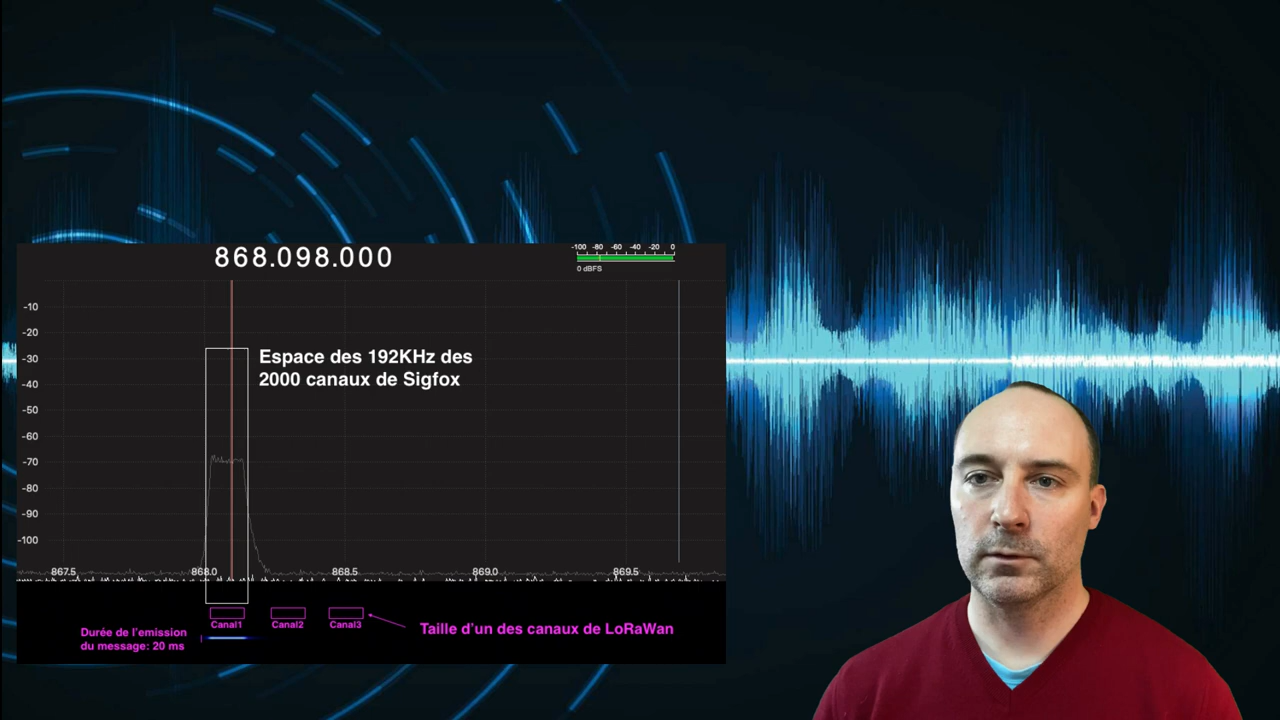 868.098.000
-100 -80 -60 -40 -20 0
0 dBFS
-10
-20
-30
-40
-50
-60
-70
-80
-90
-100
Espace des 192KHz des
2000 canaux de Sigfox
867.5 868.0 868.5 869.0 869.5
Canal1 Canal2 Canal3
Taille d'un des canaux de LoRaWan
Durée de l'emission
du message: 20 ms